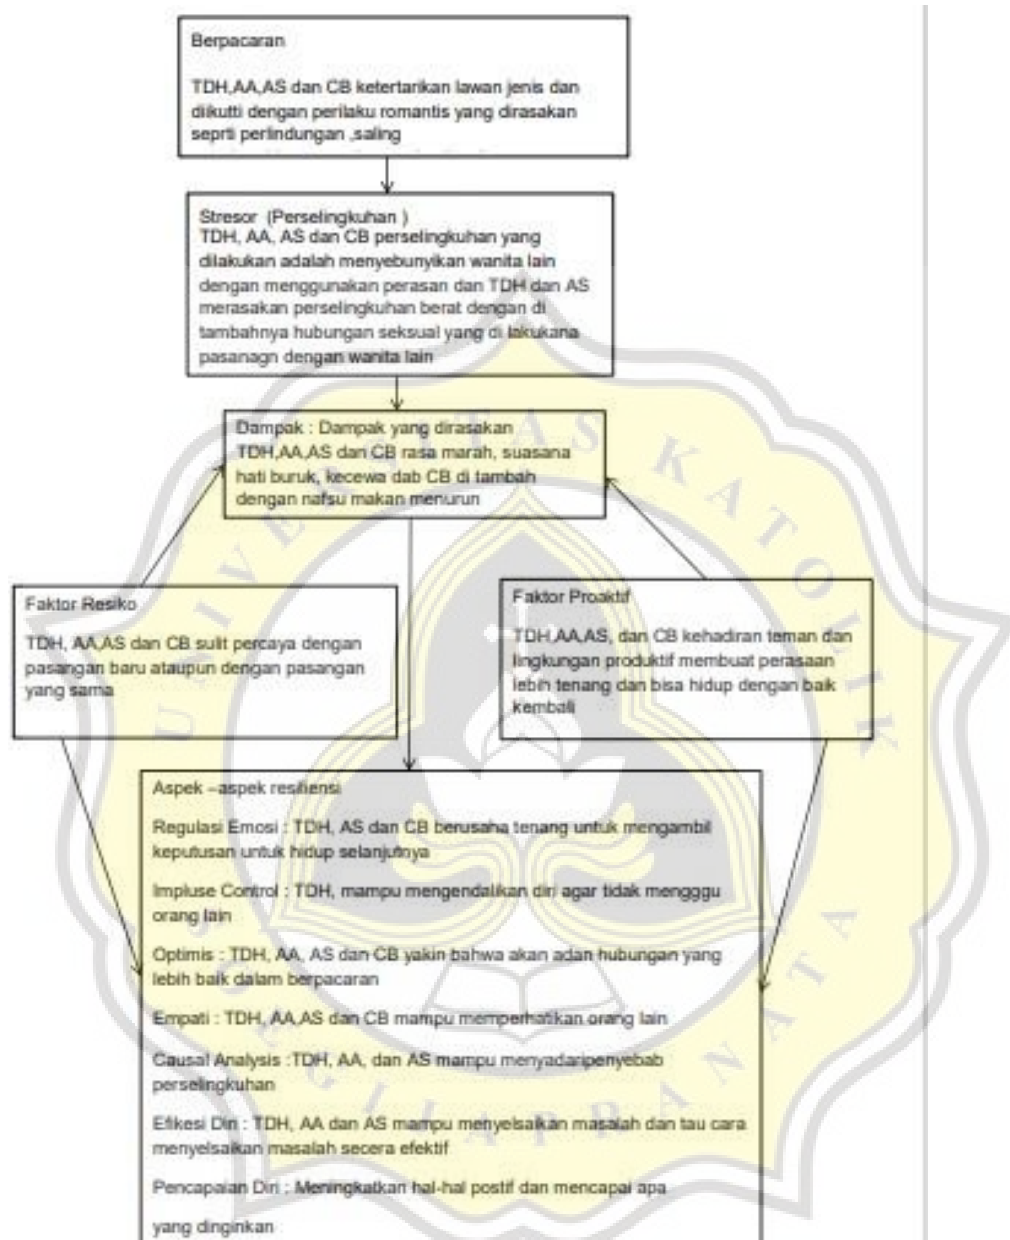 Berpacaran
TDH,AA,AS dan CB ketertarikan lawan jenis dan
diikutti dengan perilaku romantis yang dirasakan
seprti perlindungan ,saling
Stresor (Perselingkuhan )
TDH, AA, AS dan CB perselingkuhan yang
dilakukan adalah menyebunyikan wanita lain
dengan menggunakan perasan dan TDH dan AS
merasakan perselingkuhan berat dengan di
tambahnya hubungan seksual yang di lakukana
pasanagn dengan wanita lain
Dampak : Dampak yang dirasakan
TDH,AA,AS dan CB rasa marah, suasana
hati buruk, kecewa dab CB di tambah
dengan nafsu makan menurun
Faktor Resiko
TDH, AA,AS dan CB sulit percaya dengan
pasangan baru ataupun dengan pasangan
yang sama
Faktor Proaktif
TDH,AA,AS, dan CB kehadiran teman dan
lingkungan produktif membuat perasaan
lebih tenang dan bisa hidup dengan baik
kembali
Aspek –aspek resiliensi
Regulasi Emosi : TDH, AS dan CB berusaha tenang untuk mengambil
keputusan untuk hidup selanjutnya
Impluse Control : TDH, mampu mengendalikan diri agar tidak mengggu
orang lain
Optimis : TDH, AA, AS dan CB yakin bahwa akan adan hubungan yang
lebih baik dalam berpacaran
Empati : TDH, AA,AS dan CB mampu memperhatikan orang lain
Causal Analysis :TDH, AA, dan AS mampu menyadaripenyebab
perselingkuhan
Efikesi Diri : TDH, AA dan AS mampu menyelsaikan masalah dan tau cara
menyelsaikan masalah secera efektif
Pencapaian Diri : Meningkatkan hal-hal postif dan mencapai apa
yang dinginkan
UNIVERSITAS KATOLIK
SOEGIJAPRANATA